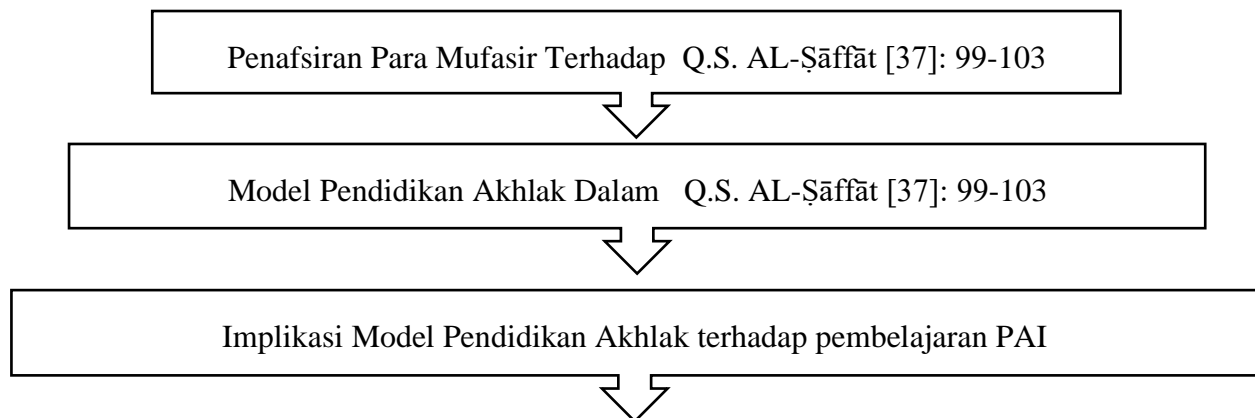 Penafsiran Para Mufasir Terhadap Q.S. AL-Ṣāffāt [37]: 99-103
Model Pendidikan Akhlak Dalam Q.S. AL-Ṣāffāt [37]: 99-103
Implikasi Model Pendidikan Akhlak terhadap pembelajaran PAI